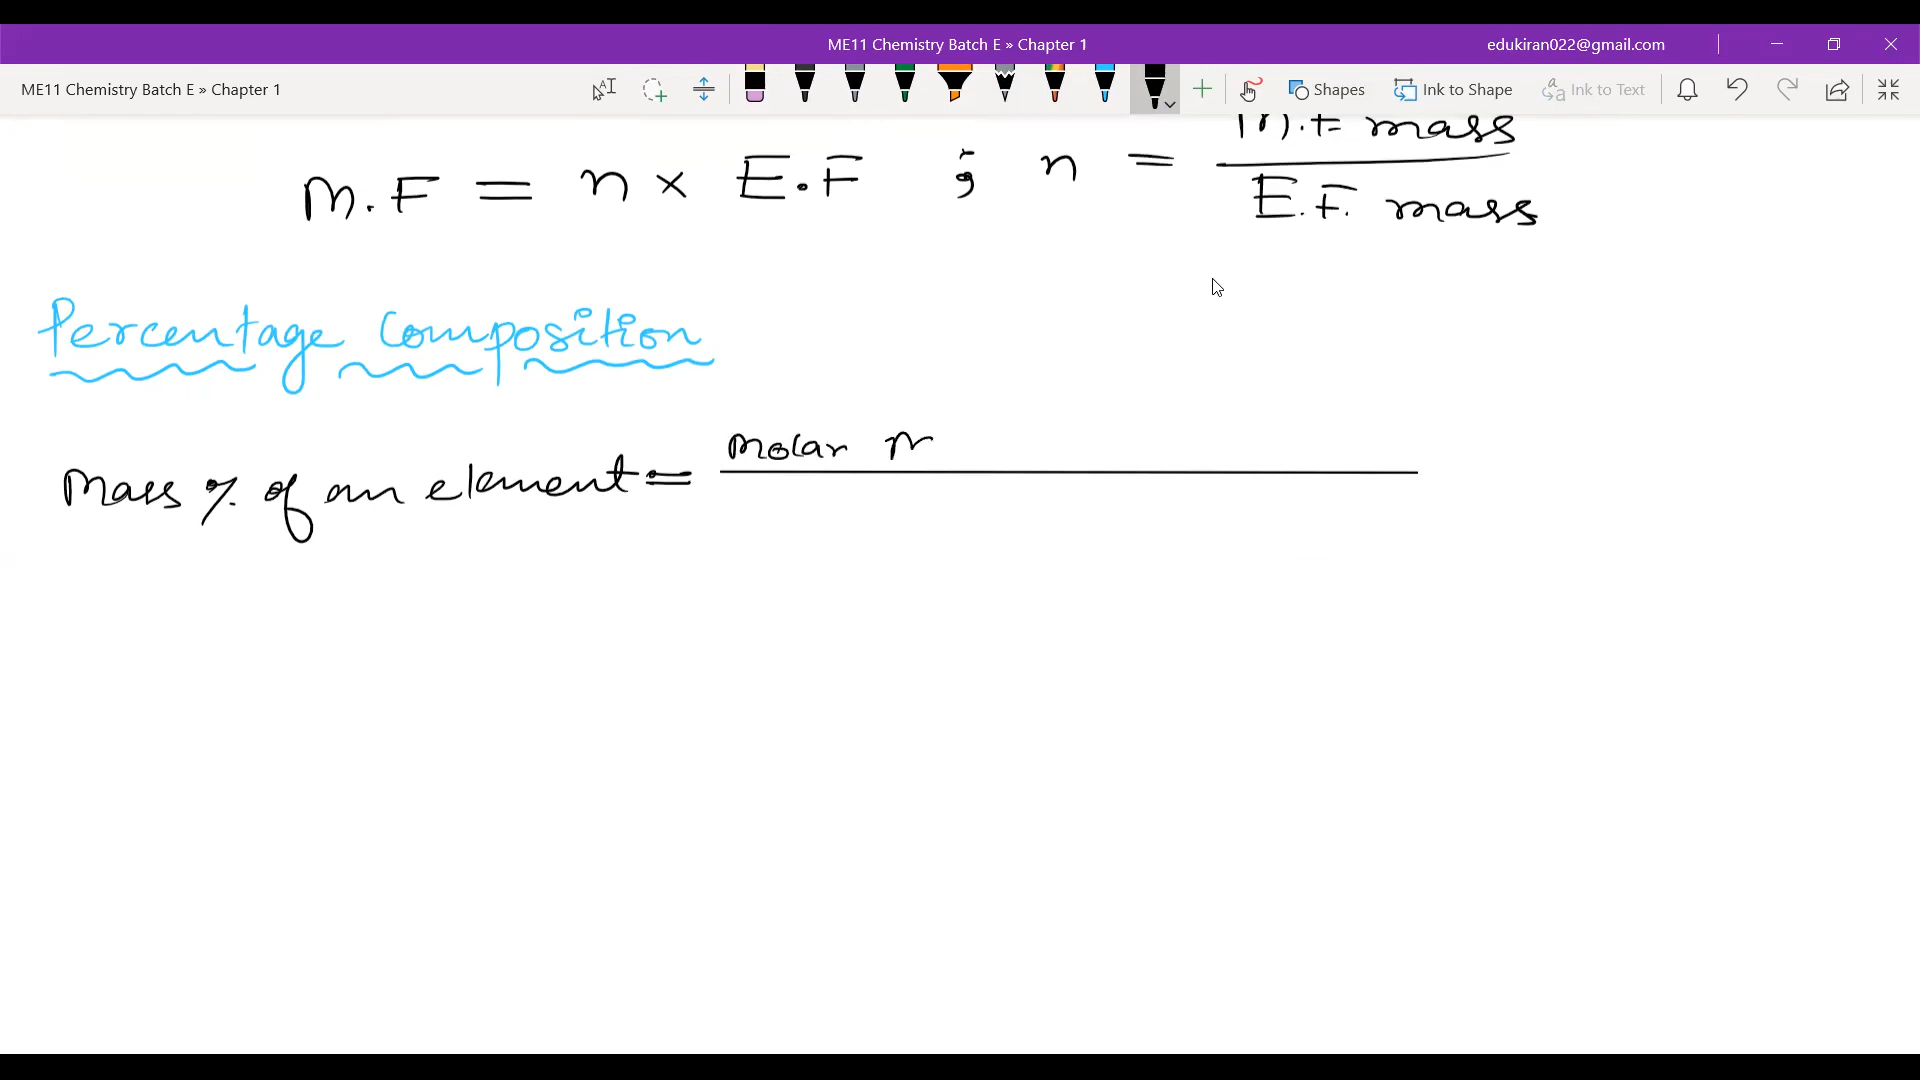 ME11 Chemistry Batch E » Chapter 1
edukiran022@gmail.com
ME11 Chemistry Batch E » Chapter 1
Shapes
Ink to Shape
Ink to Text
M.F = n × E.F ; n = M.F mass
E.F. mass
Percentage Composition
Mass % of an element = Molar